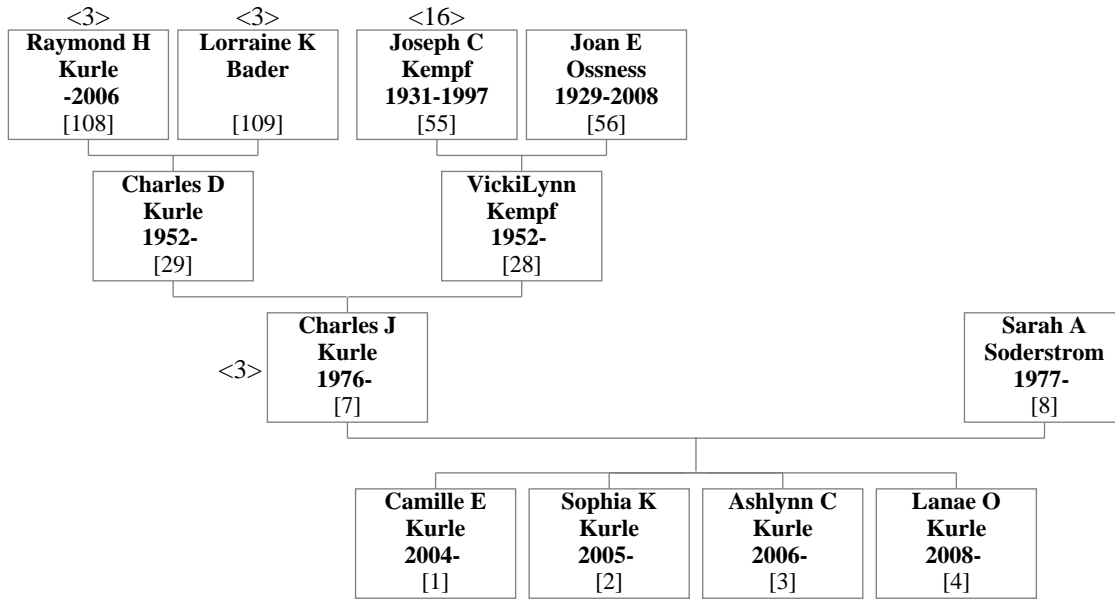 <3>
<3>
<16>
Raymond H
Kurle
-2006
[108]
Lorraine K
Bader
[109]
Joseph C
Kempf
1931-1997
[55]
Joan E
Ossness
1929-2008
[56]
Charles D
Kurle
1952-
[29]
VickiLynn
Kempf
1952-
[28]
<3>
Charles J
Kurle
1976-
[7]
Sarah A
Soderstrom
1977-
[8]
Camille E
Kurle
2004-
[1]
Sophia K
Kurle
2005-
[2]
Ashlynn C
Kurle
2006-
[3]
Lanae O
Kurle
2008-
[4]